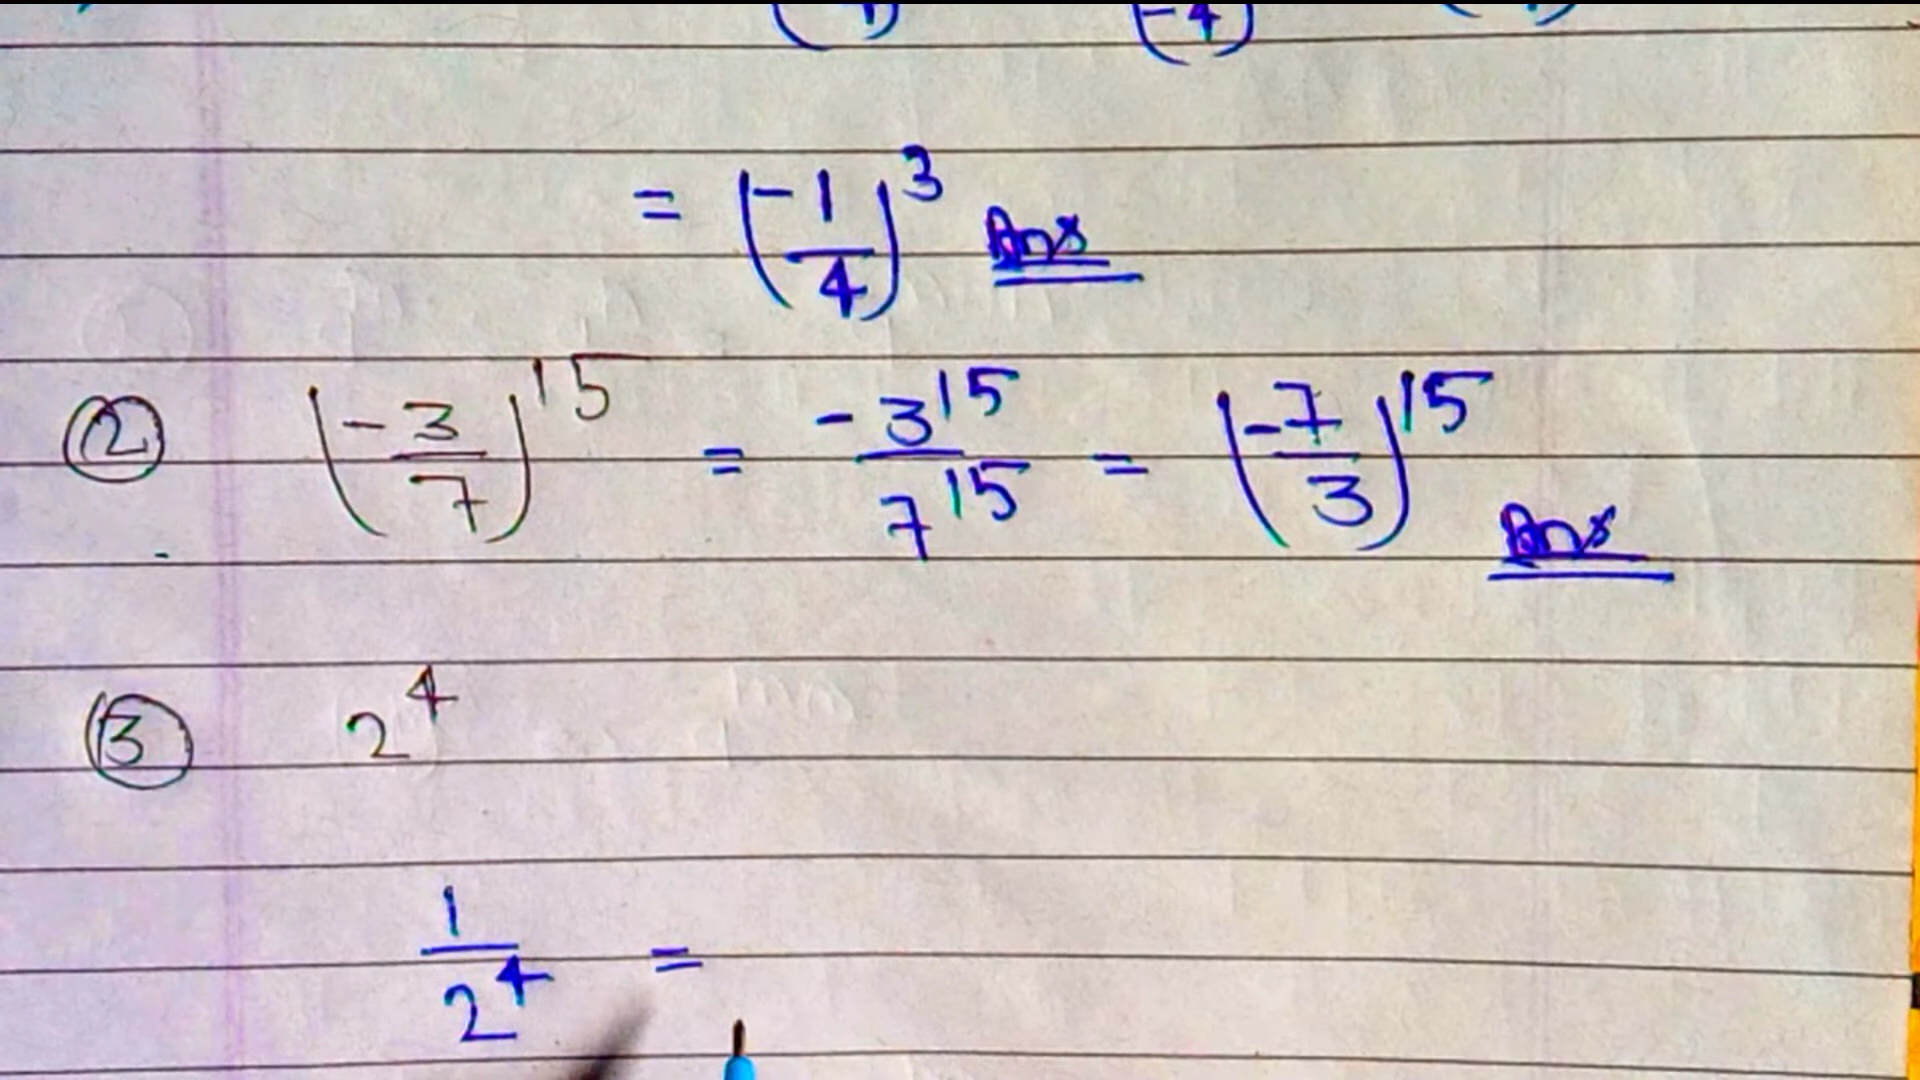 -4
= (-1/4)^3 Ans
② (-3/7)^15 = -3^15/7^15 = (-7/3)^15 Ans
③ 2^4
1/2^4 =